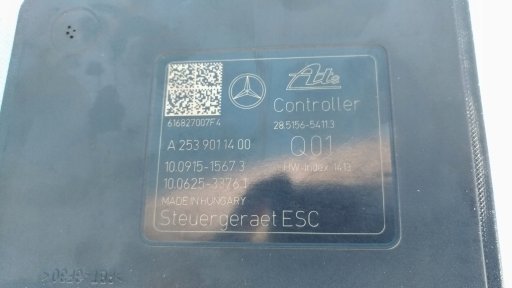 Ate
Controller
616827007F4
28.5156-5411.3
A 253 901 14 00
Q01
10.0915-1567.3
HW-Index 1413
10.0625-3376.1
MADE IN HUNGARY
Steuergeraet ESC